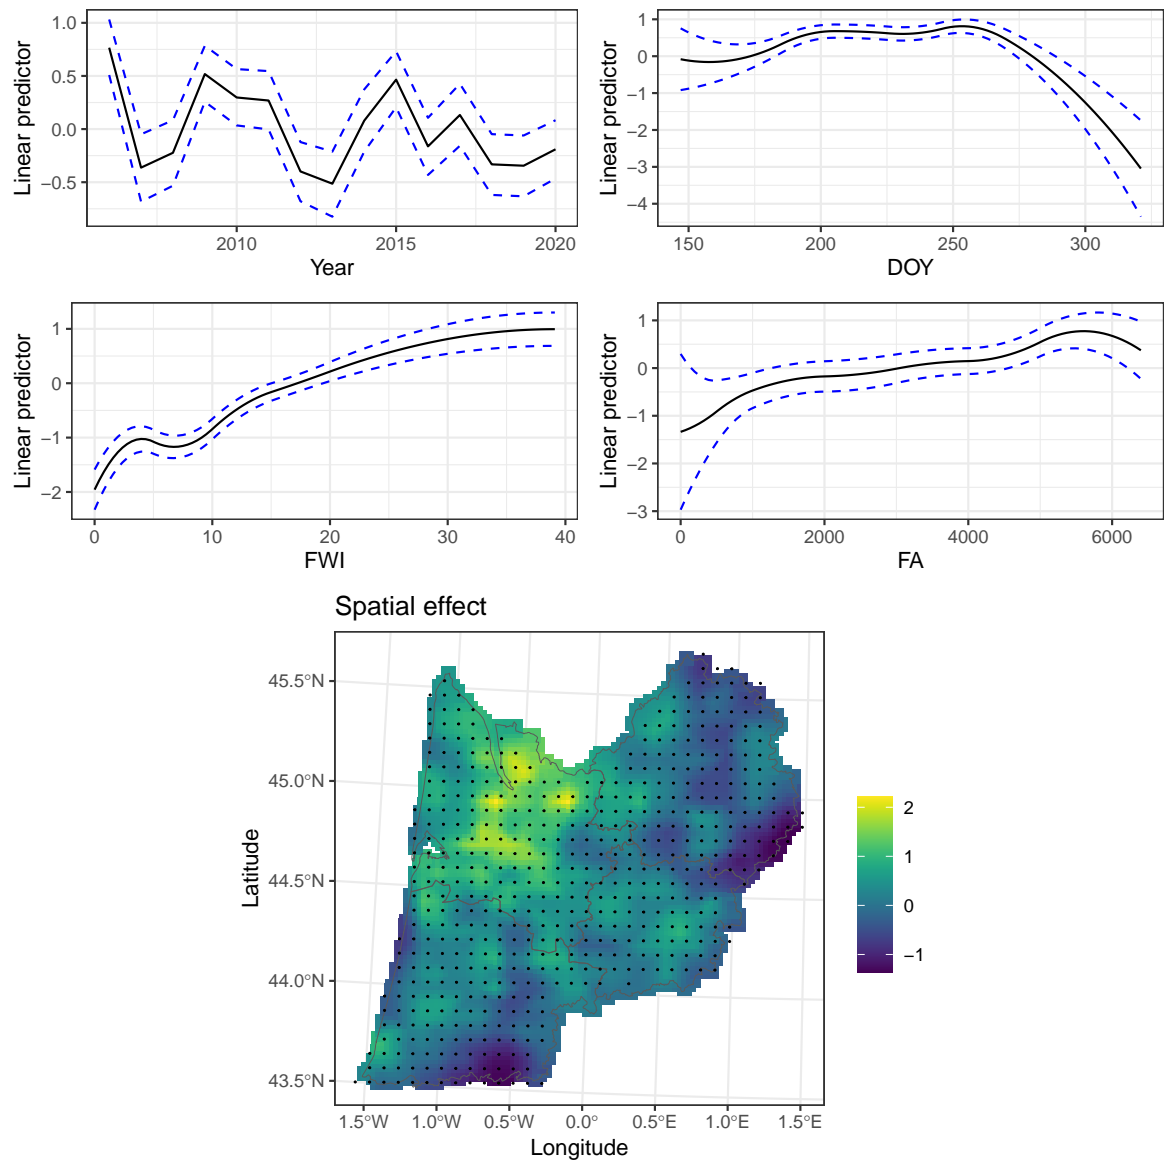 1.0
0.5
0.0
−0.5
Linear predictor
2010
2015
2020
Year
1
0
−1
−2
−3
−4
Linear predictor
150
200
250
300
DOY
1
0
−1
−2
Linear predictor
0
10
20
30
40
FWI
1
0
−1
−2
−3
Linear predictor
0
2000
4000
6000
FA
Spatial effect
45.5°N
45.0°N
44.5°N
44.0°N
43.5°N
Latitude
1.5°W
1.0°W
0.5°W
0.0°
0.5°E
1.0°E
1.5°E
Longitude
2
1
0
−1